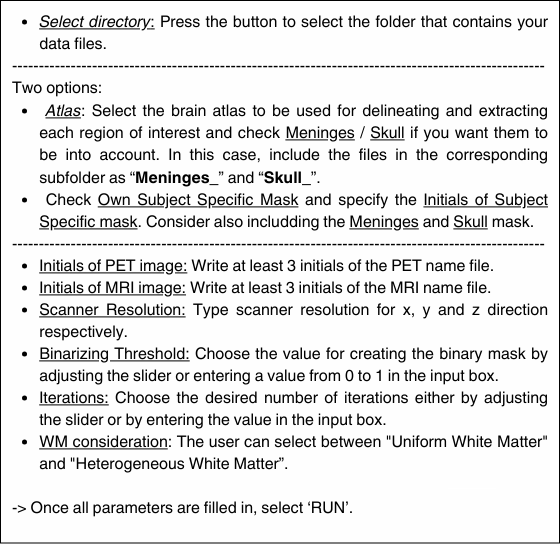 • Select directory: Press the button to select the folder that contains your
data files.
----------------------------------------------------------------------------------------------------
Two options:
• Atlas: Select the brain atlas to be used for delineating and extracting
each region of interest and check Meninges / Skull if you want them to
be into account. In this case, include the files in the corresponding
subfolder as “Meninges_” and “Skull_”.
• Check Own Subject Specific Mask and specify the Initials of Subject
Specific mask. Consider also includding the Meninges and Skull mask.
----------------------------------------------------------------------------------------------------
• Initials of PET image: Write at least 3 initials of the PET name file.
• Initials of MRI image: Write at least 3 initials of the MRI name file.
• Scanner Resolution: Type scanner resolution for x, y and z direction
respectively.
• Binarizing Threshold: Choose the value for creating the binary mask by
adjusting the slider or entering a value from 0 to 1 in the input box.
• Iterations: Choose the desired number of iterations either by adjusting
the slider or by entering the value in the input box.
• WM consideration: The user can select between "Uniform White Matter"
and "Heterogeneous White Matter”.
-> Once all parameters are filled in, select ‘RUN’.